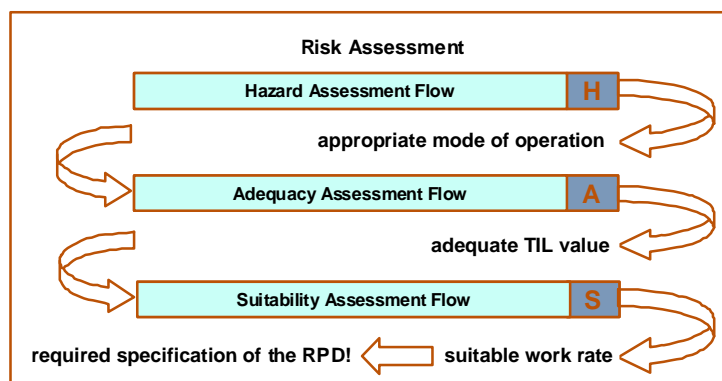 Risk Assessment
Hazard Assessment Flow H
appropriate mode of operation
Adequacy Assessment Flow A
adequate TIL value
Suitability Assessment Flow S
required specification of the RPD! suitable work rate